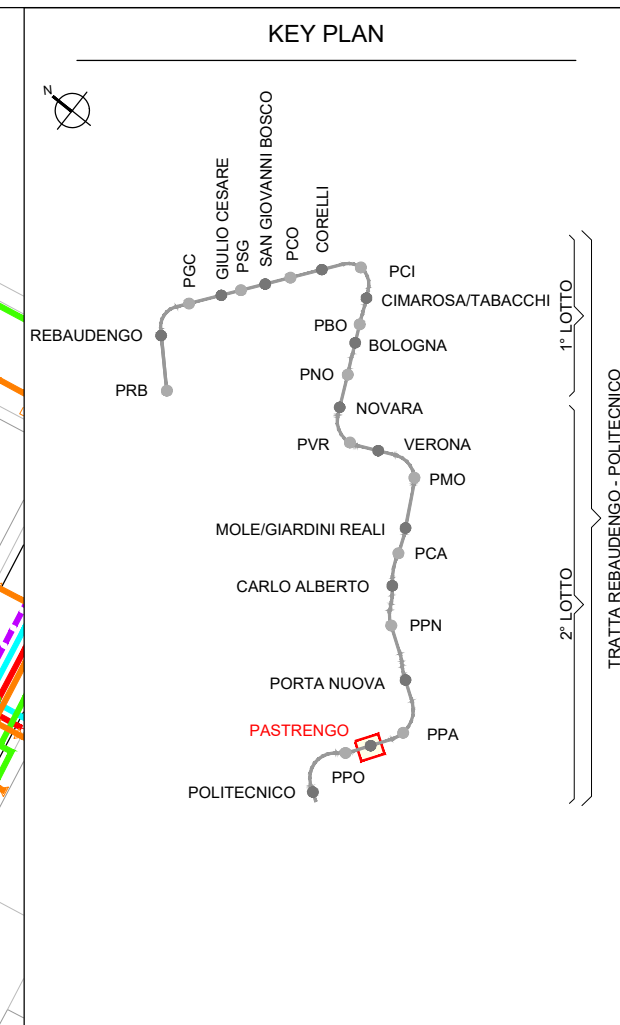 KEY PLAN
N
PGC
GIULIO CESARE
PSG
SAN GIOVANNI BOSCO
PCO
CORELLI
PCI
CIMAROSA/TABACCHI
REBAUDENGO
PBO
BOLOGNA
PRB
PNO
NOVARA
PVR
VERONA
PMO
MOLE/GIARDINI REALI
PCA
CARLO ALBERTO
PPN
PORTA NUOVA
PASTRENGO
PPA
PPO
POLITECNICO
1° LOTTO
2° LOTTO
TRATTA REBAUDENGO - POLITECNICO